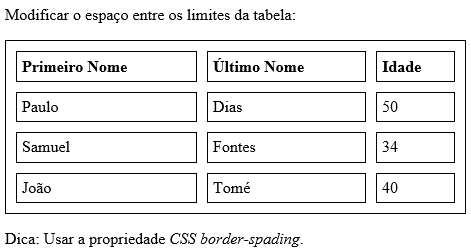 Modificar o espaço entre os limites da tabela:
Primeiro Nome Último Nome Idade
Paulo Dias 50
Samuel Fontes 34
João Tomé 40
Dica: Usar a propriedade CSS border-spading.